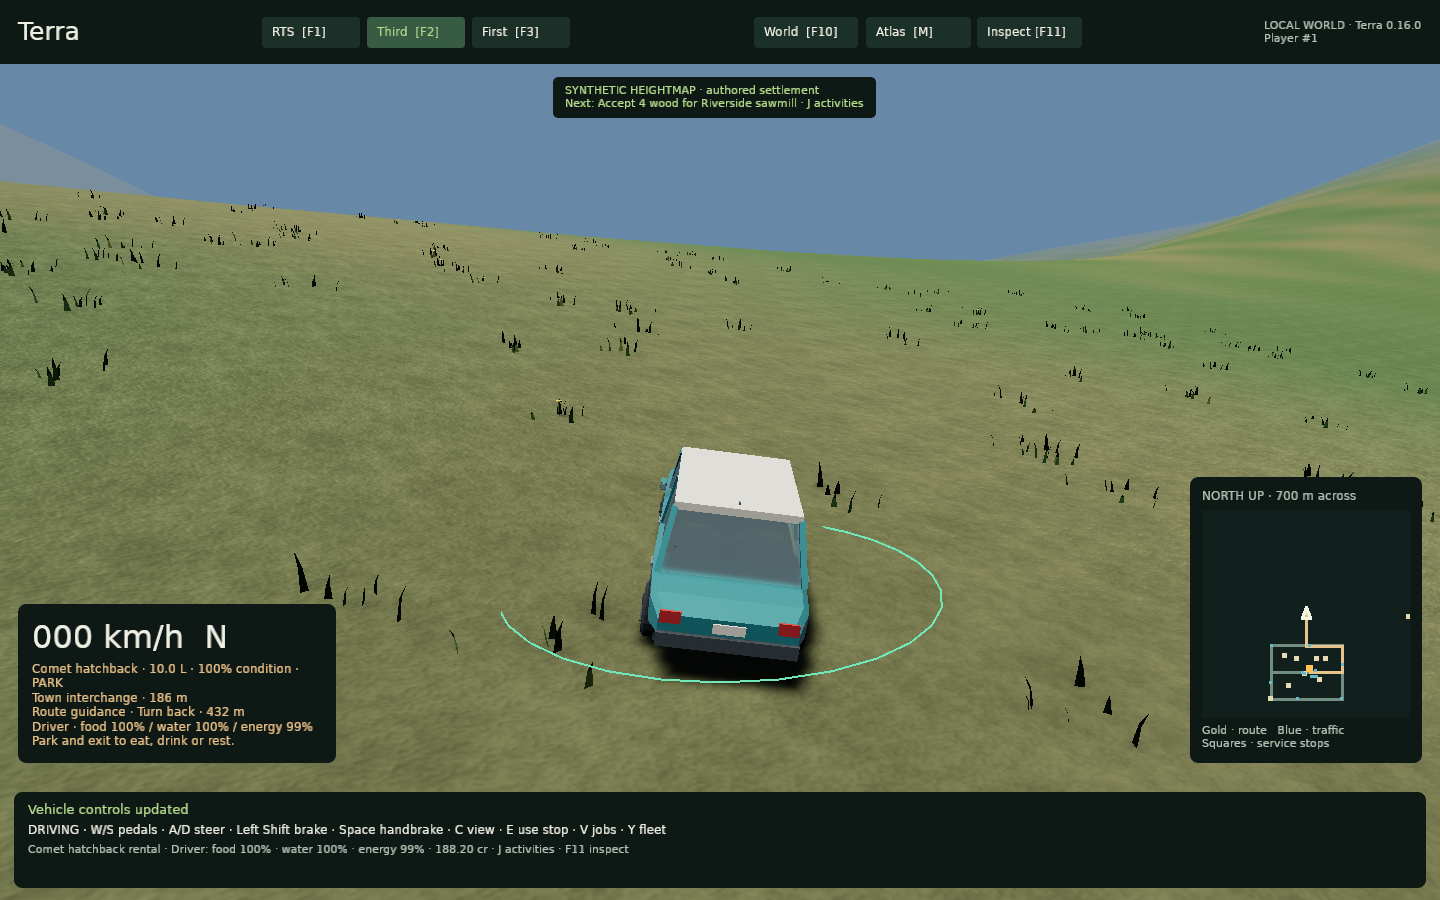 Terra
RTS [F1]
Third [F2]
First [F3]
World [F10]
Atlas [M]
Inspect [F11]
LOCAL WORLD · Terra 0.16.0
Player #1
SYNTHETIC HEIGHTMAP · authored settlement
Next: Accept 4 wood for Riverside sawmill · J activities
000 km/h N
Comet hatchback · 10.0 L · 100% condition ·
PARK
Town interchange · 186 m
Route guidance · Turn back · 432 m
Driver · food 100% / water 100% / energy 99%
Park and exit to eat, drink or rest.
NORTH UP · 700 m across
Gold · route Blue · traffic
Squares · service stops
Vehicle controls updated
DRIVING · W/S pedals · A/D steer · Left Shift brake · Space handbrake · C view · E use stop · V jobs · Y fleet
Comet hatchback rental · Driver: food 100% · water 100% · energy 99% · 188.20 cr · J activities · F11 inspect